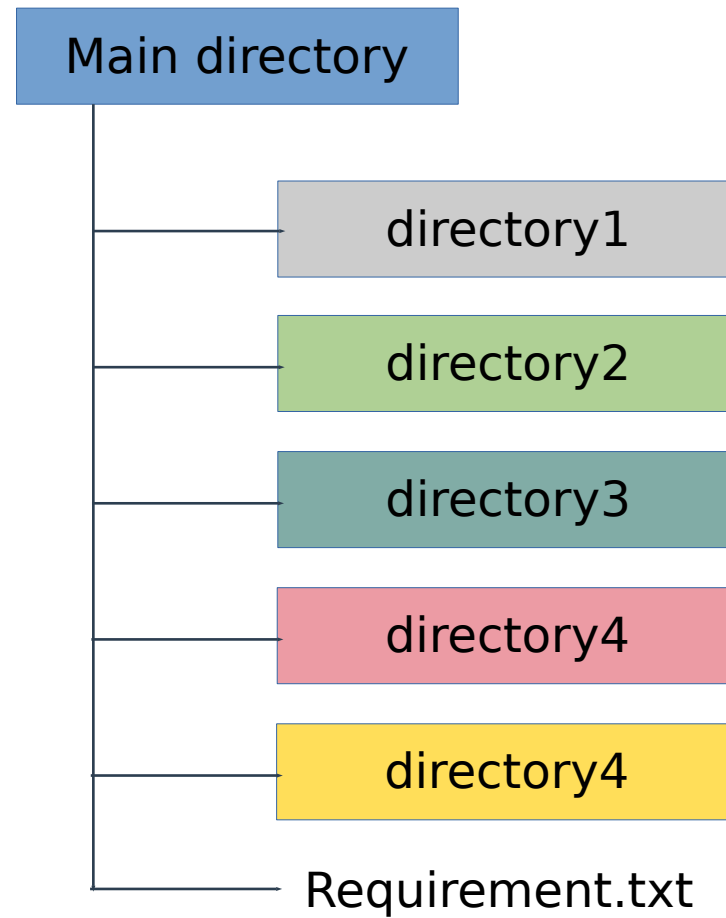 Main directory
directory1
directory2
directory3
directory4
directory4
Requirement.txt